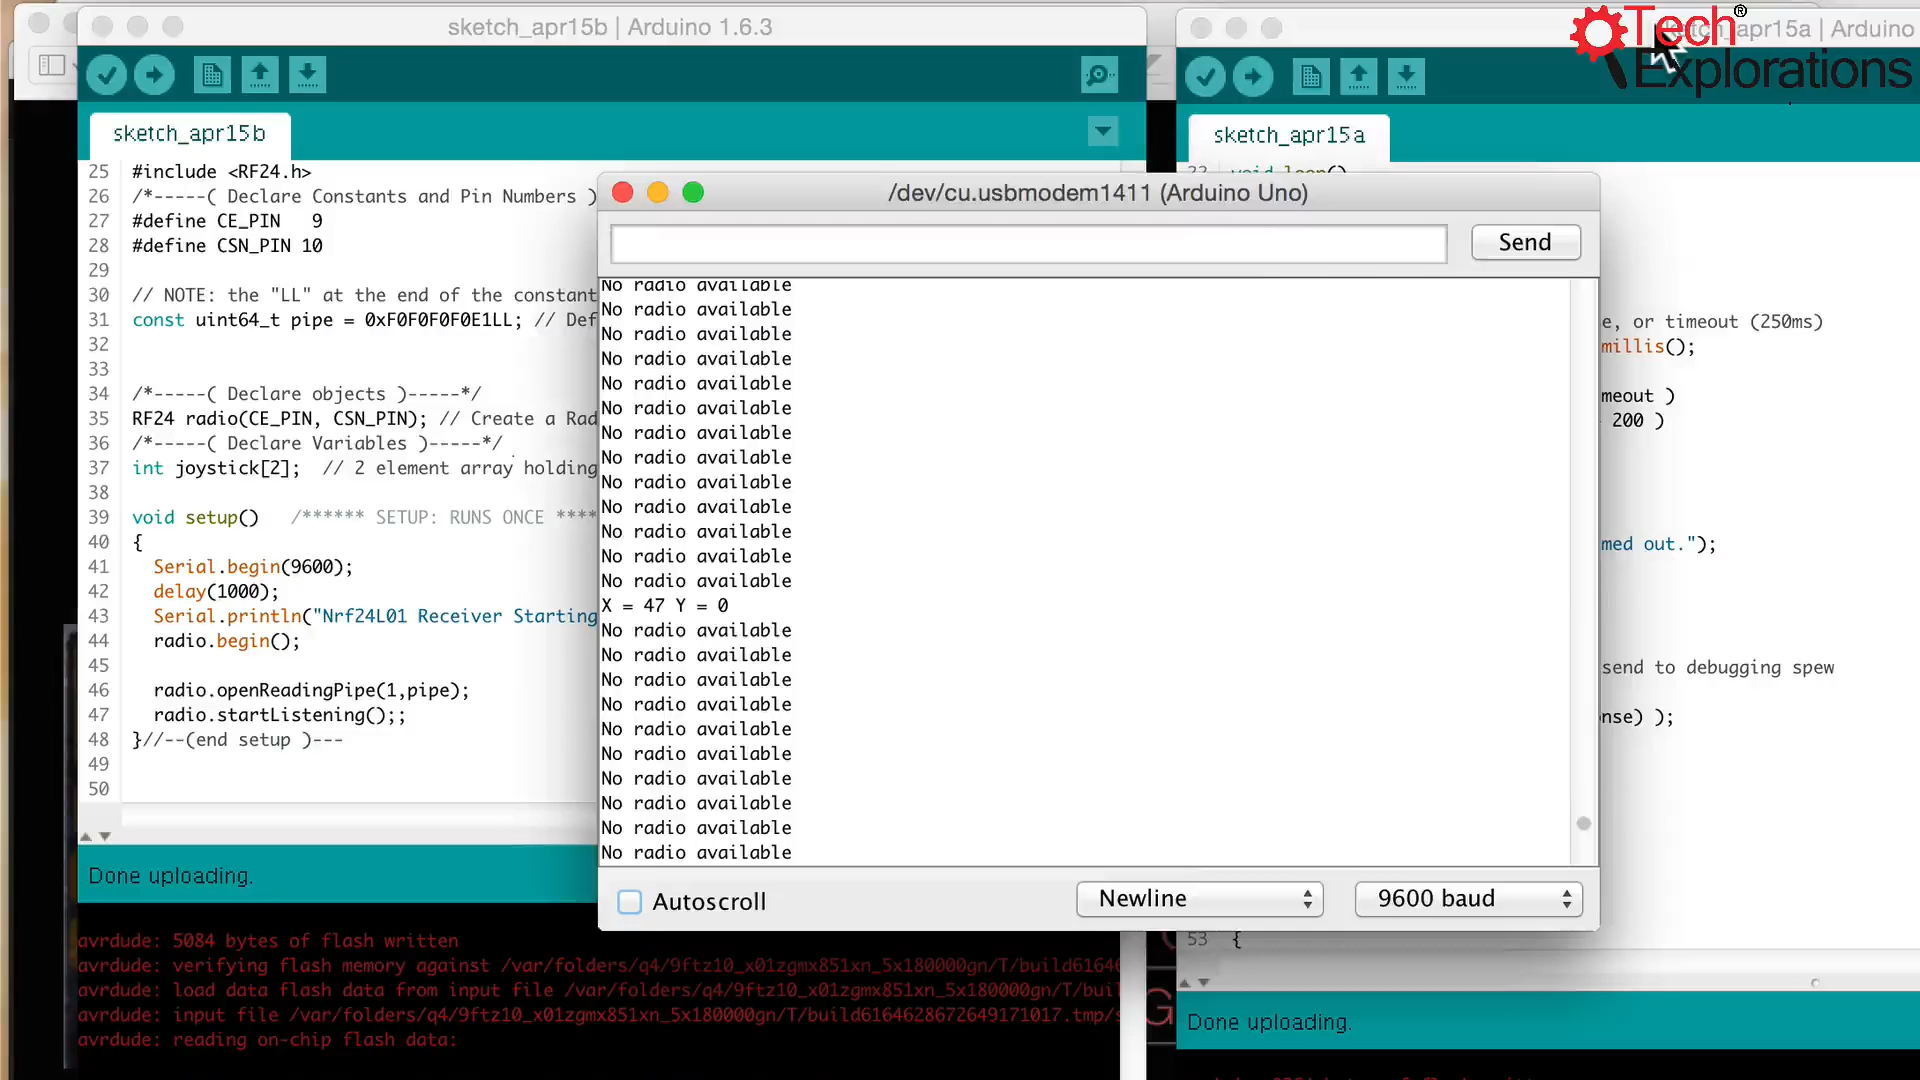 sketch_apr15b | Arduino 1.6.3
sketch_apr15b
25 #include <RF24.h>
26 /*-----( Declare Constants and Pin Numbers )
27 #define CE_PIN   9
28 #define CSN_PIN 10
29
30 // NOTE: the "LL" at the end of the constant
31 const uint64_t pipe = 0xF0F0F0F0E1LL; // Def
32
33
34 /*-----( Declare objects )-----*/
35 RF24 radio(CE_PIN, CSN_PIN); // Create a Rad
36 /*-----( Declare Variables )-----*/
37 int joystick[2];  // 2 element array holding
38
39 void setup()   /****** SETUP: RUNS ONCE ****
40 {
41   Serial.begin(9600);
42   delay(1000);
43   Serial.println("Nrf24L01 Receiver Starting
44   radio.begin();
45
46   radio.openReadingPipe(1,pipe);
47   radio.startListening();;
48 }//--(end setup )---
49
50
Done uploading.
avrdude: 5084 bytes of flash written
avrdude: verifying flash memory against /var/folders/q4/9ftz10_x01zgmx851xn_5x180000gn/T/build6164
avrdude: load data flash data from input file /var/folders/q4/9ftz10_x01zgmx851xn_5x180000gn/T/buil
avrdude: input file /var/folders/q4/9ftz10_x01zgmx851xn_5x180000gn/T/build6164628672649171017.tmp/s
avrdude: reading on-chip flash data:
/dev/cu.usbmodem1411 (Arduino Uno)
Send
No radio available
No radio available
No radio available
No radio available
No radio available
No radio available
No radio available
No radio available
No radio available
No radio available
No radio available
No radio available
No radio available
X = 47 Y = 0
No radio available
No radio available
No radio available
No radio available
No radio available
No radio available
No radio available
No radio available
No radio available
No radio available
Autoscroll
Newline
9600 baud
apr15a | Arduino
Tech®
Explorations
sketch_apr15a
void loop()
e, or timeout (250ms)
millis();
meout )
200 )
med out.");
send to debugging spew
nse) );
53 {
Done uploading.